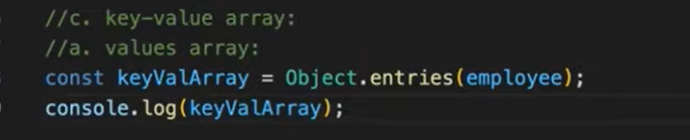 //c. key-value array:
//a. values array:
const keyValArray = Object.entries(employee);
console.log(keyValArray);